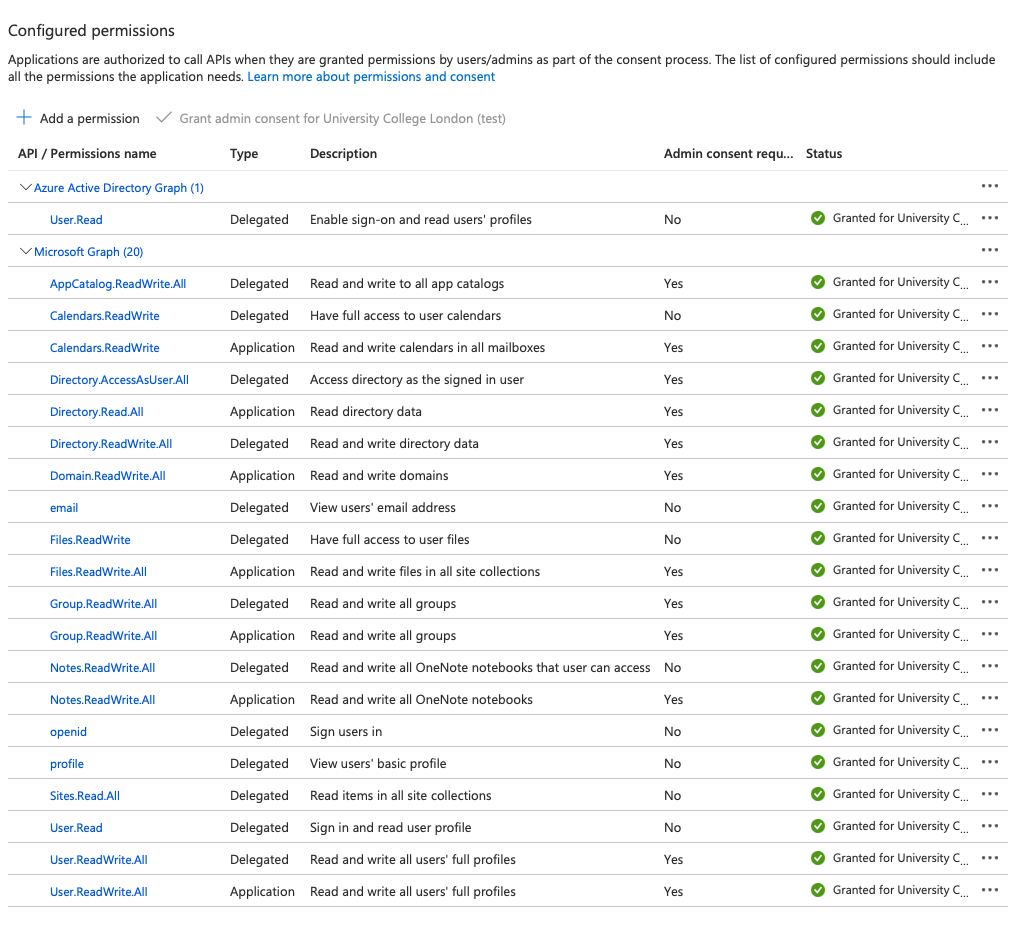 Configured permissions
Applications are authorized to call APIs when they are granted permissions by users/admins as part of the consent process. The list of configured permissions should include
all the permissions the application needs. Learn more about permissions and consent
Add a permission Grant admin consent for University College London (test)
API / Permissions name Type Description Admin consent requ... Status
Azure Active Directory Graph (1) ...
User.Read Delegated Enable sign-on and read users' profiles No Granted for University C... ...
Microsoft Graph (20) ...
AppCatalog.ReadWrite.All Delegated Read and write to all app catalogs Yes Granted for University C... ...
Calendars.ReadWrite Delegated Have full access to user calendars No Granted for University C... ...
Calendars.ReadWrite Application Read and write calendars in all mailboxes Yes Granted for University C... ...
Directory.AccessAsUser.All Delegated Access directory as the signed in user Yes Granted for University C... ...
Directory.Read.All Application Read directory data Yes Granted for University C... ...
Directory.ReadWrite.All Delegated Read and write directory data Yes Granted for University C... ...
Domain.ReadWrite.All Application Read and write domains Yes Granted for University C... ...
email Delegated View users' email address No Granted for University C... ...
Files.ReadWrite Delegated Have full access to user files No Granted for University C... ...
Files.ReadWrite.All Application Read and write files in all site collections Yes Granted for University C... ...
Group.ReadWrite.All Delegated Read and write all groups Yes Granted for University C... ...
Group.ReadWrite.All Application Read and write all groups Yes Granted for University C... ...
Notes.ReadWrite.All Delegated Read and write all OneNote notebooks that user can access No Granted for University C... ...
Notes.ReadWrite.All Application Read and write all OneNote notebooks Yes Granted for University C... ...
openid Delegated Sign users in No Granted for University C... ...
profile Delegated View users' basic profile No Granted for University C... ...
Sites.Read.All Delegated Read items in all site collections No Granted for University C... ...
User.Read Delegated Sign in and read user profile No Granted for University C... ...
User.ReadWrite.All Delegated Read and write all users' full profiles Yes Granted for University C... ...
User.ReadWrite.All Application Read and write all users' full profiles Yes Granted for University C... ...